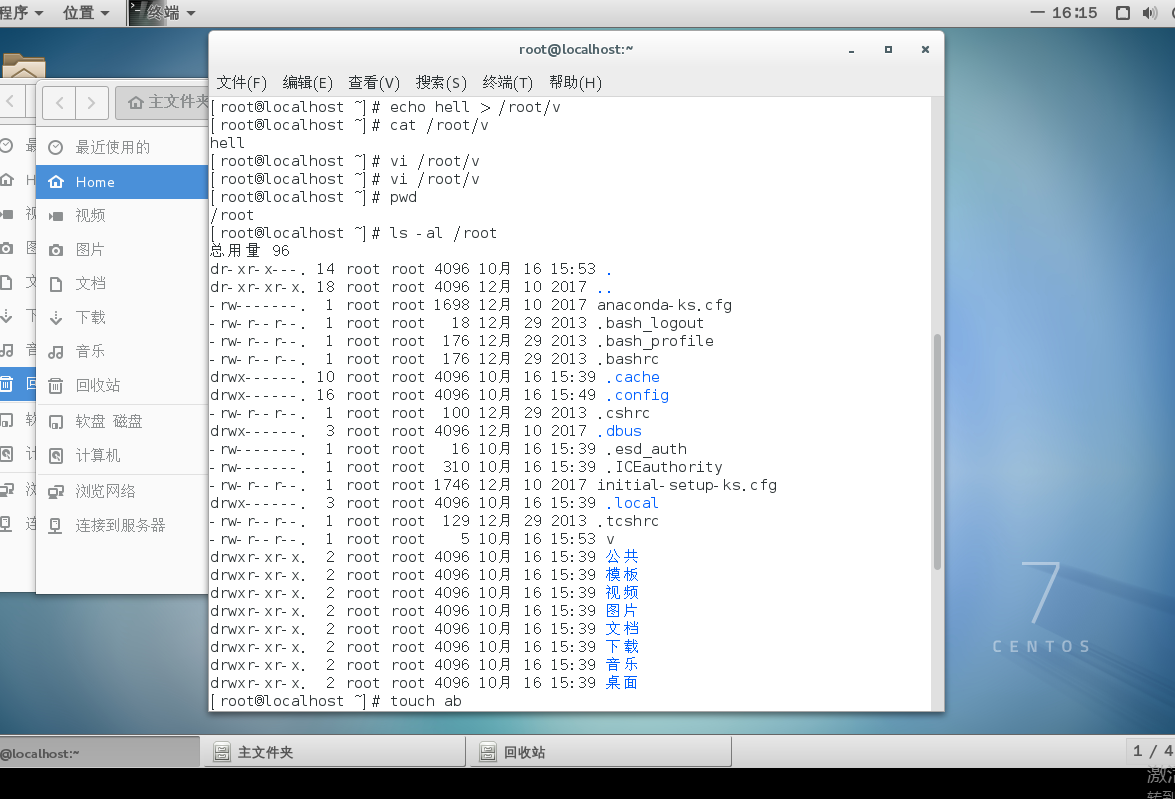 程序 位置 终端 16:15
root@localhost:~
文件(F) 编辑(E) 查看(V) 搜索(S) 终端(T) 帮助(H)
主文件夹
最近使用的
Home
视频
图片
文档
下载
音乐
回收站
软盘 磁盘
计算机
浏览网络
连接到服务器
[root@localhost ~]# echo hell > /root/v
[root@localhost ~]# cat /root/v
hell
[root@localhost ~]# vi /root/v
[root@localhost ~]# vi /root/v
[root@localhost ~]# pwd
/root
[root@localhost ~]# ls -al /root
总用量 96
dr-xr-x---. 14 root root 4096 10月 16 15:53 .
dr-xr-xr-x. 18 root root 4096 12月 10 2017 ..
-rw-------. 1 root root 1698 12月 10 2017 anaconda-ks.cfg
-rw-r--r--. 1 root root 18 12月 29 2013 .bash_logout
-rw-r--r--. 1 root root 176 12月 29 2013 .bash_profile
-rw-r--r--. 1 root root 176 12月 29 2013 .bashrc
drwx------. 10 root root 4096 10月 16 15:39 .cache
drwx------. 16 root root 4096 10月 16 15:49 .config
-rw-r--r--. 1 root root 100 12月 29 2013 .cshrc
drwx------. 3 root root 4096 12月 10 2017 .dbus
-rw-------. 1 root root 16 10月 16 15:39 .esd_auth
-rw-------. 1 root root 310 10月 16 15:39 .ICEauthority
-rw-r--r--. 1 root root 1746 12月 10 2017 initial-setup-ks.cfg
drwx------. 3 root root 4096 10月 16 15:39 .local
-rw-r--r--. 1 root root 129 12月 29 2013 .tcshrc
-rw-r--r--. 1 root root 5 10月 16 15:53 v
drwxr-xr-x. 2 root root 4096 10月 16 15:39 公共
drwxr-xr-x. 2 root root 4096 10月 16 15:39 模板
drwxr-xr-x. 2 root root 4096 10月 16 15:39 视频
drwxr-xr-x. 2 root root 4096 10月 16 15:39 图片
drwxr-xr-x. 2 root root 4096 10月 16 15:39 文档
drwxr-xr-x. 2 root root 4096 10月 16 15:39 下载
drwxr-xr-x. 2 root root 4096 10月 16 15:39 音乐
drwxr-xr-x. 2 root root 4096 10月 16 15:39 桌面
[root@localhost ~]# touch ab
7
CENTOS
@localhost:~ 主文件夹 回收站 1 / 4